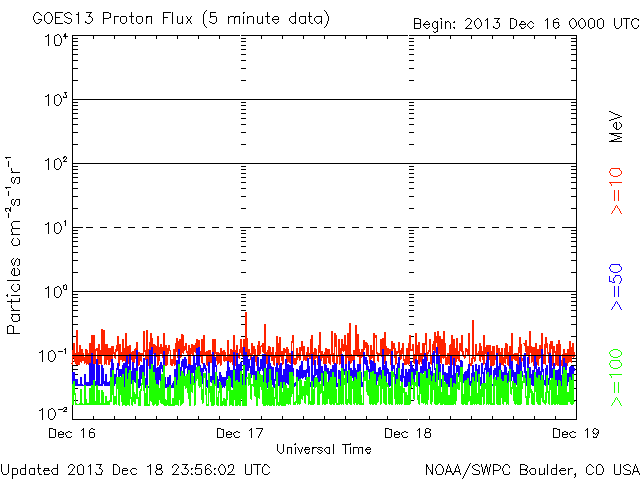 GOES13 Proton Flux (5 minute data)
Begin: 2013 Dec 16 0000 UTC
Particles cm⁻²s⁻¹sr⁻¹
10⁴
10³
10²
10¹
10⁰
10⁻¹
10⁻²
MeV
>=10
>=50
>=100
Dec 16 Dec 17 Dec 18 Dec 19
Universal Time
Updated 2013 Dec 18 23:56:02 UTC
NOAA/SWPC Boulder, CO USA